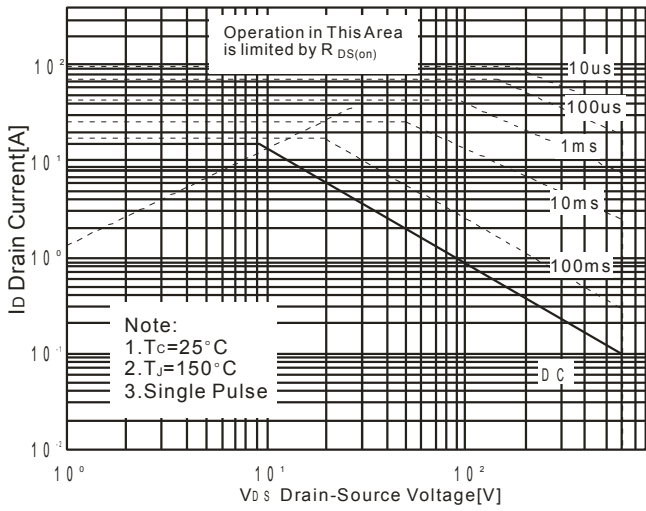 Operation in This Area
is limited by R DS(on)
10²
10us
100us
1ms
10¹
10ms
10⁰
100ms
Note:
1.Tc=25°C
2.TJ=150°C
3.Single Pulse
10⁻¹
DC
10⁻²
10⁰
10¹
10²
ID Drain Current[A]
VDS Drain-Source Voltage[V]